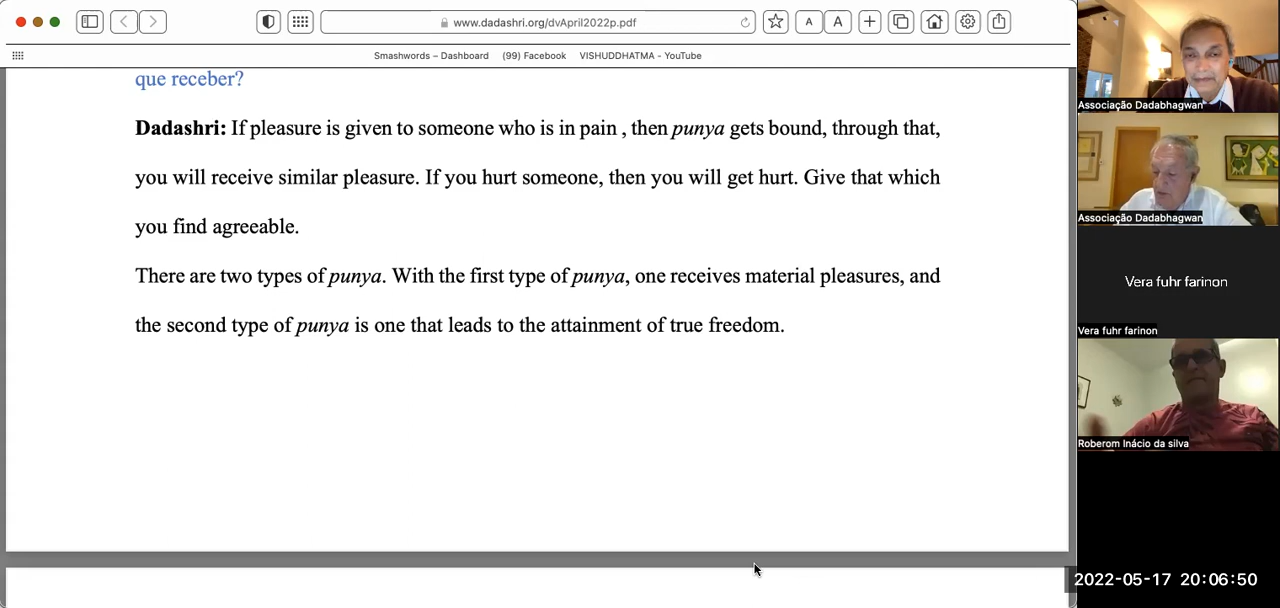 www.dadashri.org/dvApril2022p.pdf
A A
Smashwords – Dashboard (99) Facebook VISHUDDHATMA - YouTube
que receber?
Dadashri: If pleasure is given to someone who is in pain , then punya gets bound, through that,
you will receive similar pleasure. If you hurt someone, then you will get hurt. Give that which
you find agreeable.
There are two types of punya. With the first type of punya, one receives material pleasures, and
the second type of punya is one that leads to the attainment of true freedom.
Associação Dadabhagwan
Associação Dadabhagwan
Vera fuhr farinon
Vera fuhr farinon
Roberom Inácio da silva
2022-05-17 20:06:50